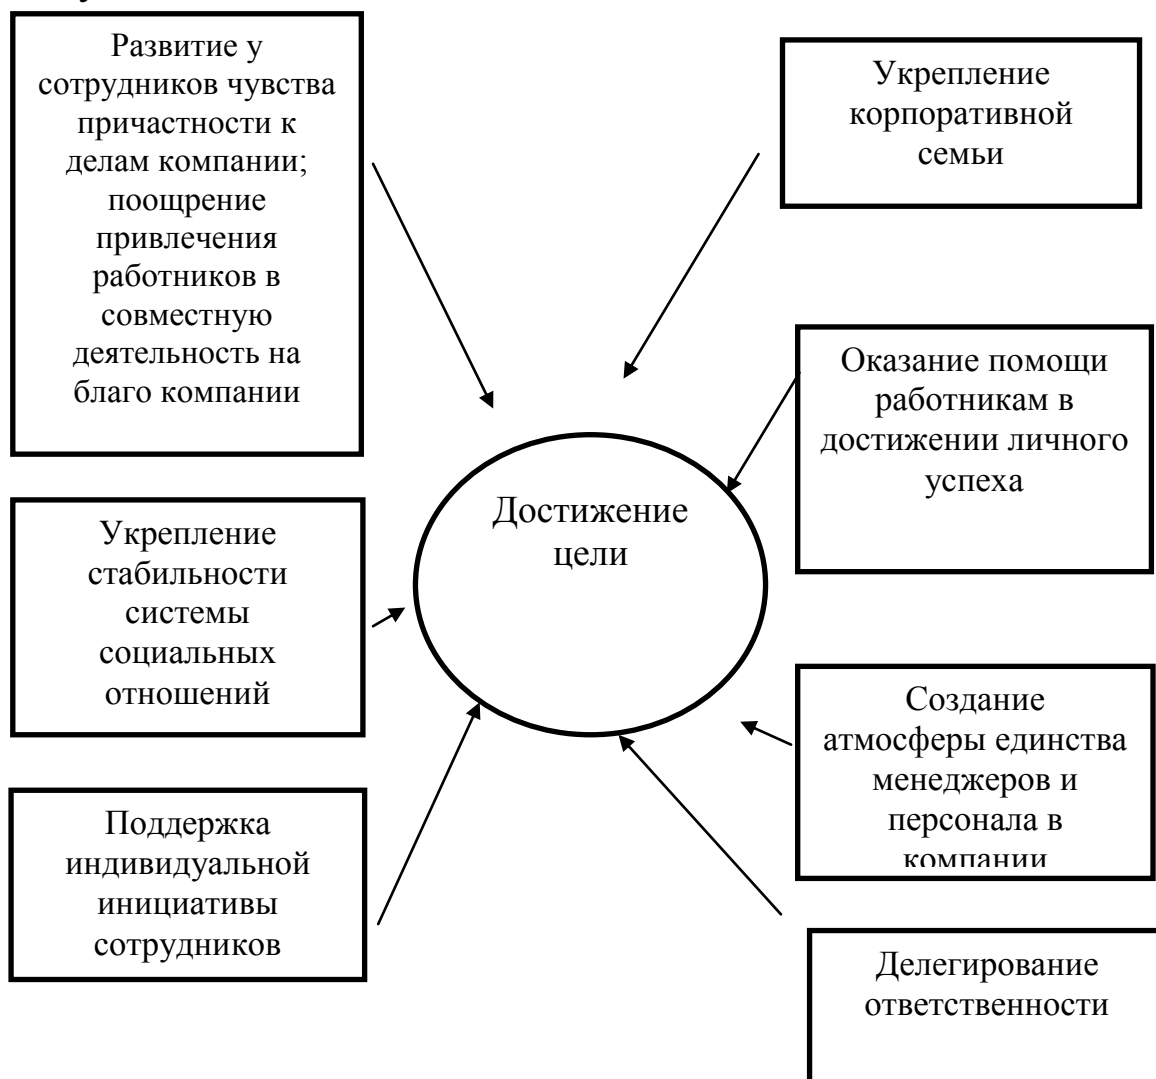 Развитие у
сотрудников чувства
причастности к
делам компании;
поощрение
привлечения
работников в
совместную
деятельность на
благо компании
Укрепление
корпоративной
семьи
Оказание помощи
работникам в
достижении личного
успеха
Достижение
цели
Укрепление
стабильности
системы
социальных
отношений
Создание
атмосферы единства
менеджеров и
персонала в
компании
Поддержка
индивидуальной
инициативы
сотрудников
Делегирование
ответственности